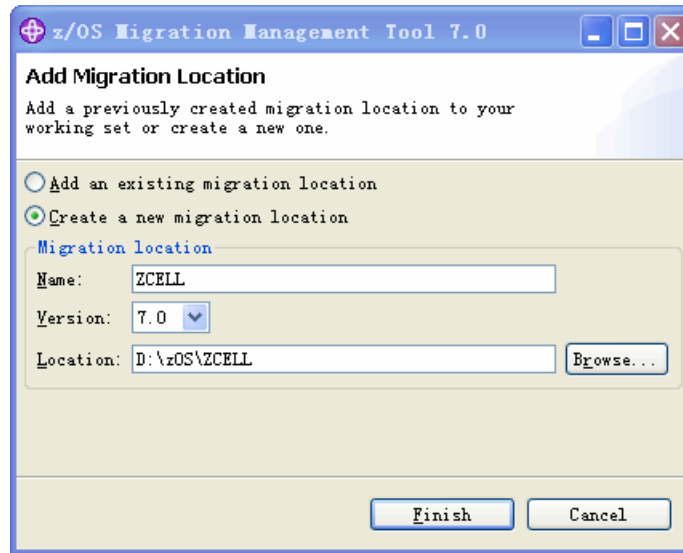 z/OS Migration Management Tool 7.0
Add Migration Location
Add a previously created migration location to your
working set or create a new one.
Add an existing migration location
Create a new migration location
Migration location
Name: ZCELL
Version: 7.0
Location: D:\zOS\ZCELL Browse...
Finish Cancel